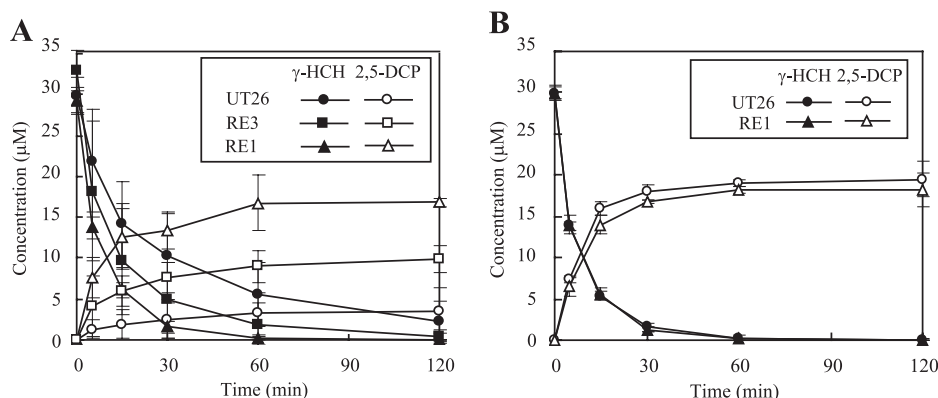 A
Concentration (µM)
35
30
25
20
15
10
5
0
γ-HCH 2,5-DCP
UT26
RE3
RE1
0 30 60 90 120
Time (min)
B
Concentration (µM)
35
30
25
20
15
10
5
0
γ-HCH 2,5-DCP
UT26
RE1
0 30 60 90 120
Time (min)